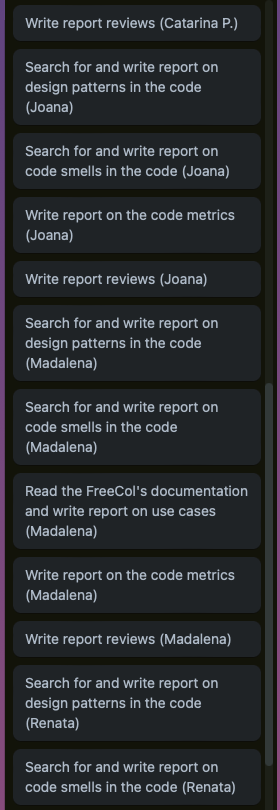 Write report reviews (Catarina P.)
Search for and write report on
design patterns in the code
(Joana)
Search for and write report on
code smells in the code (Joana)
Write report on the code metrics
(Joana)
Write report reviews (Joana)
Search for and write report on
design patterns in the code
(Madalena)
Search for and write report on
code smells in the code
(Madalena)
Read the FreeCol's documentation
and write report on use cases
(Madalena)
Write report on the code metrics
(Madalena)
Write report reviews (Madalena)
Search for and write report on
design patterns in the code
(Renata)
Search for and write report on
code smells in the code (Renata)